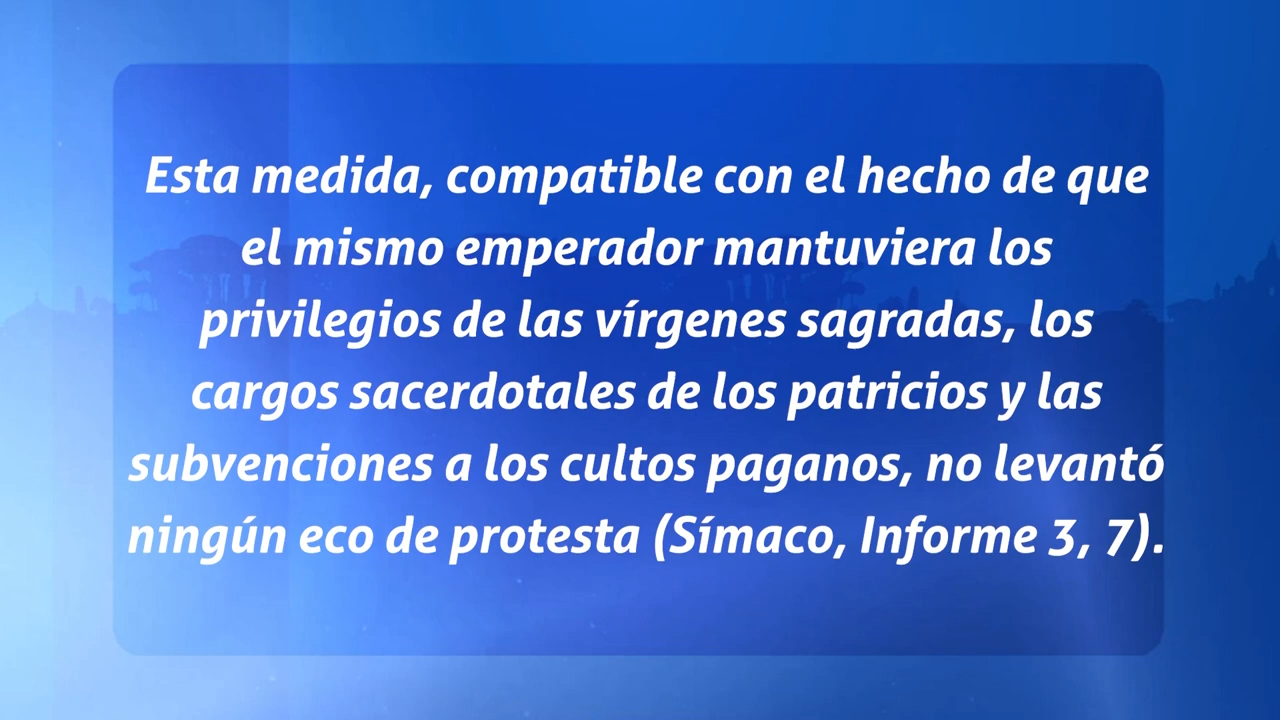 Esta medida, compatible con el hecho de que
el mismo emperador mantuviera los
privilegios de las vírgenes sagradas, los
cargos sacerdotales de los patricios y las
subvenciones a los cultos paganos, no levantó
ningún eco de protesta (Símaco, Informe 3, 7).